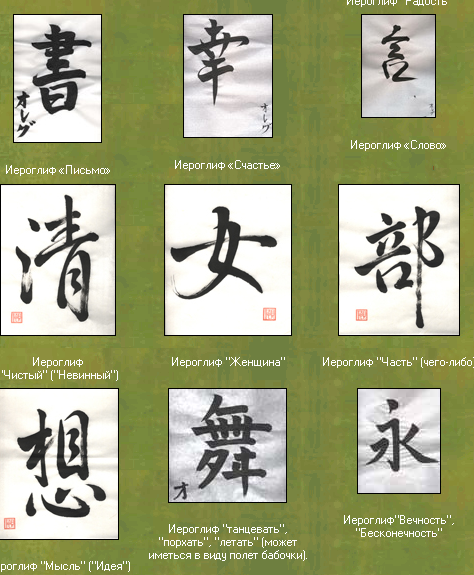 Иероглиф "Радость"
書
オレグ
幸
オレグ
言
Иероглиф «Письмо»
Иероглиф «Счастье»
Иероглиф «Слово»
清
女
部
Иероглиф
"Чистый" ("Невинный")
Иероглиф "Женщина"
Иероглиф "Часть" (чего-либо)
想
舞
オ
永
роглиф "Мысль" ("Идея")
Иероглиф "танцевать",
"порхать", "летать" (может
иметься в виду полет бабочки).
Иероглиф"Вечность",
"Бесконечность"